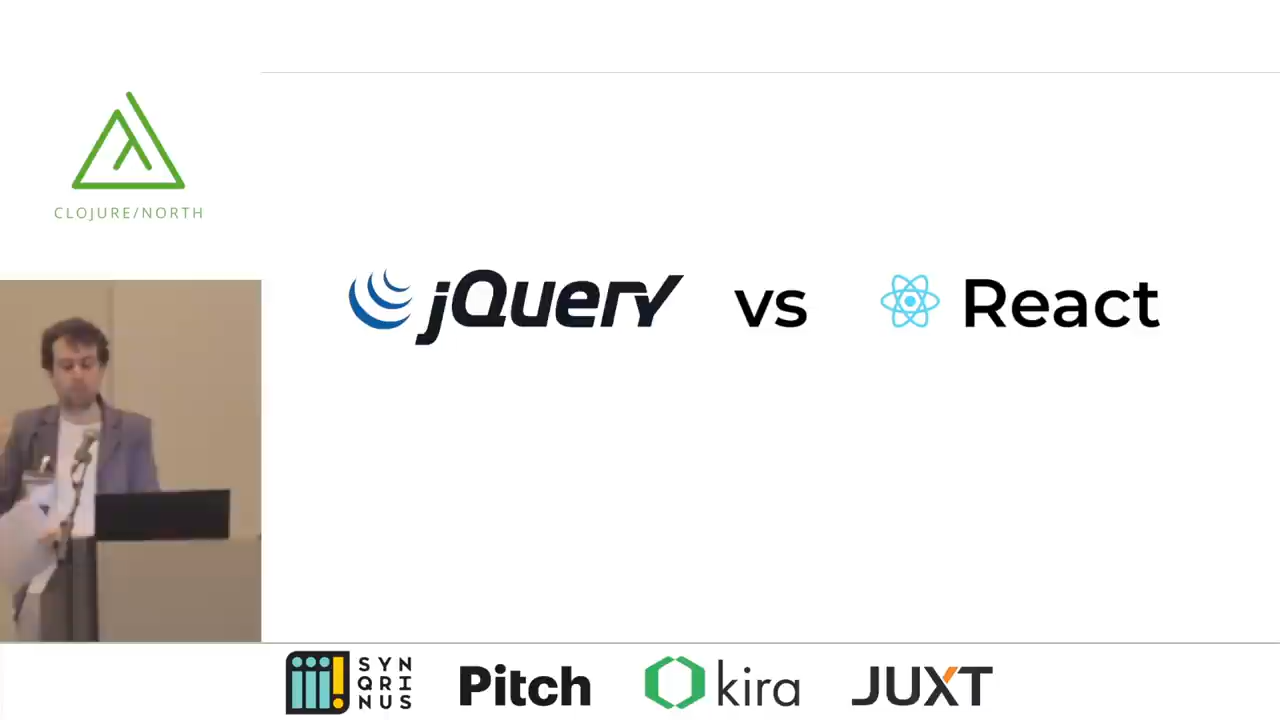 CLOJURE/NORTH
jQuery vs React
SYN
QRI
NUS
Pitch
kira
JUXT